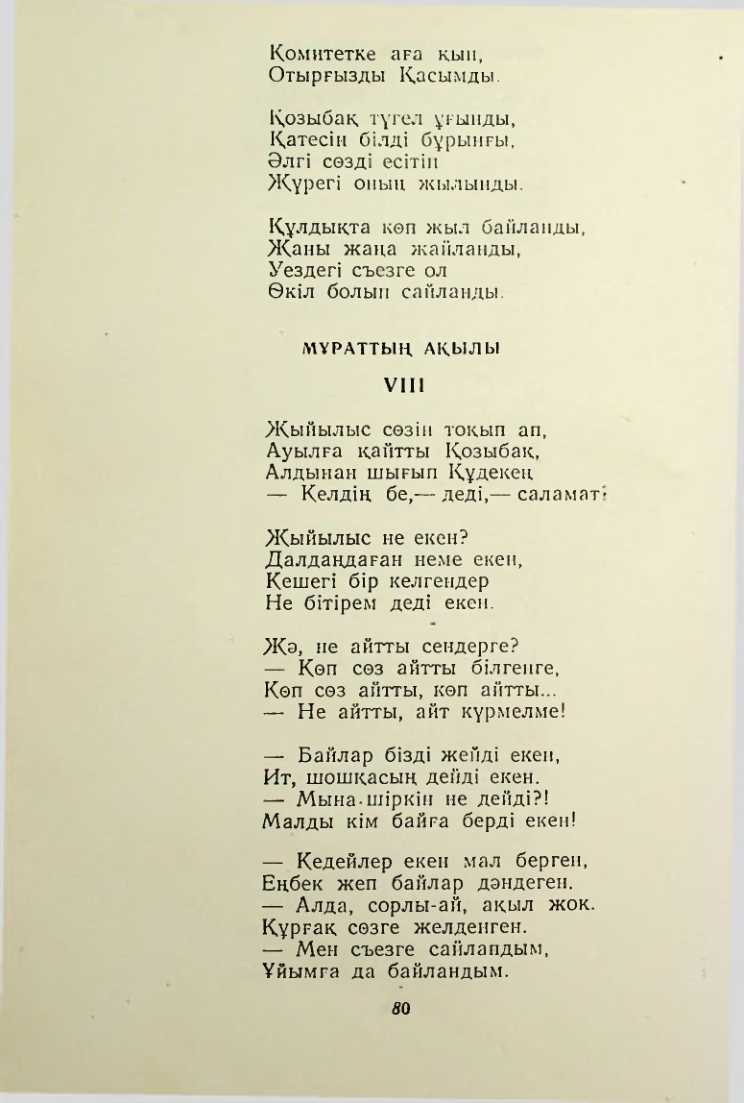 Комитетке аға қып,
Отырғызды Қасымды.
Қозыбақ түгел ұғынды,
Қатесін білді бұрынғы,
Әлгі сөзді есітіп
Жүрегі оның жылынды.
Құлдықта көп жыл байланды,
Жаны жаңа жайланды,
Уездегі съезге ол
Өкіл болып сайланды.
МҰРАТТЫҢ АҚЫЛЫ
VIII
Жыйылыс сөзін тоқып ап,
Ауылға қайтты Қозыбақ,
Алдынан шығып Құдекең
— Келдің бе,— деді,— саламат?
Жыйылыс не екен?
Далдаңдаған неме екен,
Кешегі бір келгендер
Не бітірем деді екен.
Жә, не айтты сендерге?
— Көп сөз айтты білгенге,
Көп сөз айтты, көп айтты...
— Не айтты, айт күрмелме!
— Байлар бізді жейді екен,
Ит, шошқасың дейді екен.
— Мына шіркін не дейді?!
Малды кім байға берді екен!
— Кедейлер екен мал берген,
Еңбек жеп байлар дәндеген.
— Алда, сорлы-ай, ақыл жок.
Құрғақ сөзге желденген.
— Мен съезге сайландым,
Ұйымға да байландым.
80